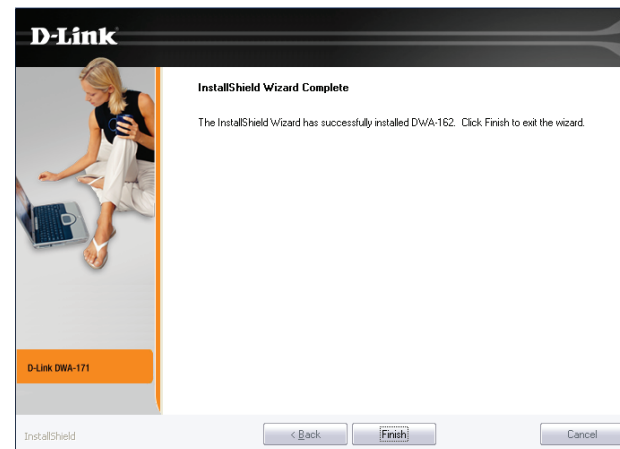 D-Link
InstallShield Wizard Complete
The InstallShield Wizard has successfully installed DWA-162. Click Finish to exit the wizard.
D-Link DWA-171
InstallShield
< Back
Finish
Cancel